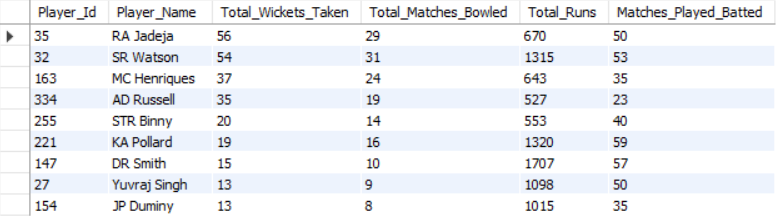 Player_Id Player_Name Total_Wickets_Taken Total_Matches_Bowled Total_Runs Matches_Played_Batted
35 RA Jadeja 56 29 670 50
32 SR Watson 54 31 1315 53
163 MC Henriques 37 24 643 35
334 AD Russell 35 19 527 23
255 STR Binny 20 14 553 40
221 KA Pollard 19 16 1320 59
147 DR Smith 15 10 1707 57
27 Yuvraj Singh 13 9 1098 50
154 JP Duminy 13 8 1015 35